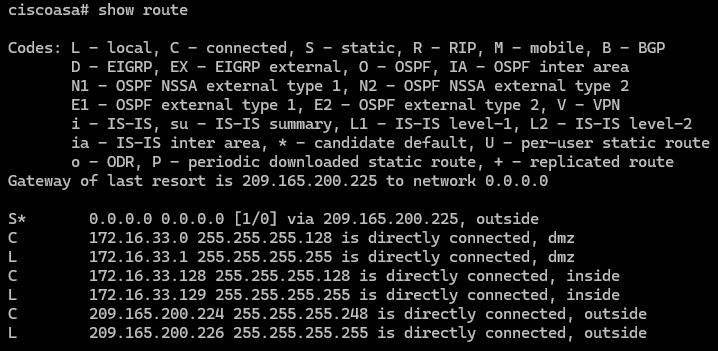 ciscoasa# show route
Codes: L - local, C - connected, S - static, R - RIP, M - mobile, B - BGP
D - EIGRP, EX - EIGRP external, O - OSPF, IA - OSPF inter area
N1 - OSPF NSSA external type 1, N2 - OSPF NSSA external type 2
E1 - OSPF external type 1, E2 - OSPF external type 2, V - VPN
i - IS-IS, su - IS-IS summary, L1 - IS-IS level-1, L2 - IS-IS level-2
ia - IS-IS inter area, * - candidate default, U - per-user static route
o - ODR, P - periodic downloaded static route, + - replicated route
Gateway of last resort is 209.165.200.225 to network 0.0.0.0
S* 0.0.0.0 0.0.0.0 [1/0] via 209.165.200.225, outside
C 172.16.33.0 255.255.255.128 is directly connected, dmz
L 172.16.33.1 255.255.255.255 is directly connected, dmz
C 172.16.33.128 255.255.255.128 is directly connected, inside
L 172.16.33.129 255.255.255.255 is directly connected, inside
C 209.165.200.224 255.255.255.248 is directly connected, outside
L 209.165.200.226 255.255.255.255 is directly connected, outside